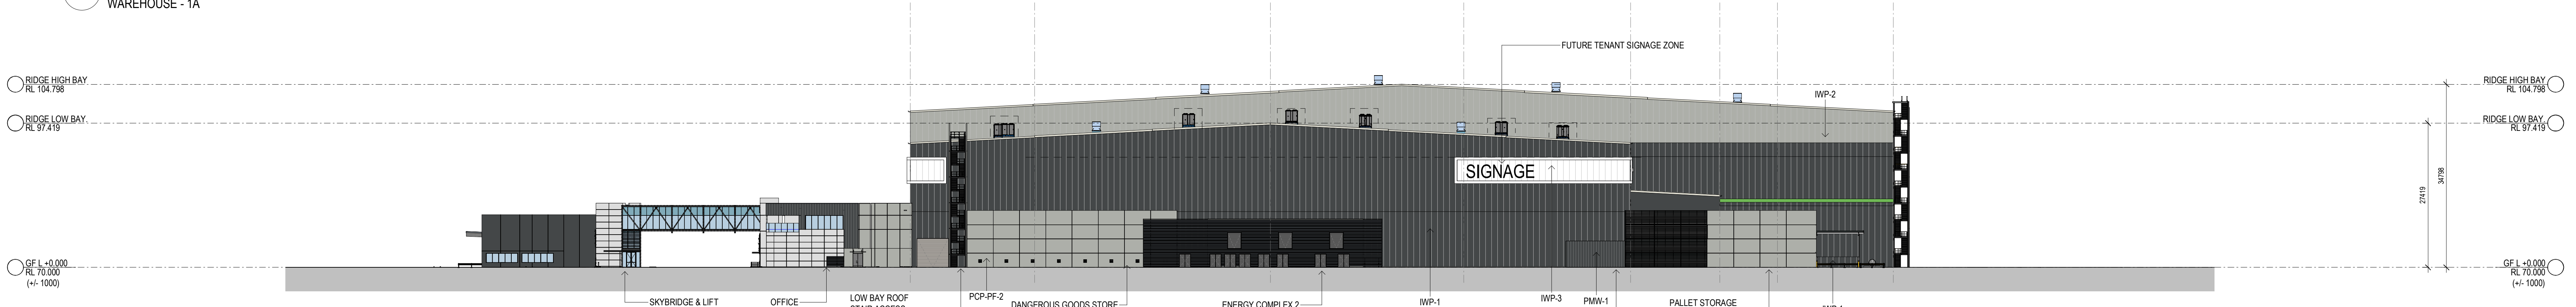 WAREHOUSE - 1A
FUTURE TENANT SIGNAGE ZONE
RIDGE HIGH BAY
RL 104.798
RIDGE HIGH BAY
RL 104.798
IWP-2
RIDGE LOW BAY
RL 97.419
RIDGE LOW BAY
RL 97.419
SIGNAGE
27419
34798
GF L +0.000
RL 70.000
(+/- 1000)
GF L +0.000
RL 70.000
(+/- 1000)
SKYBRIDGE & LIFT
OFFICE
LOW BAY ROOF
PCP-PF-2
DANGEROUS GOODS STORE
ENERGY COMPLEX 2
IWP-1
IWP-3
PMW-1
PALLET STORAGE